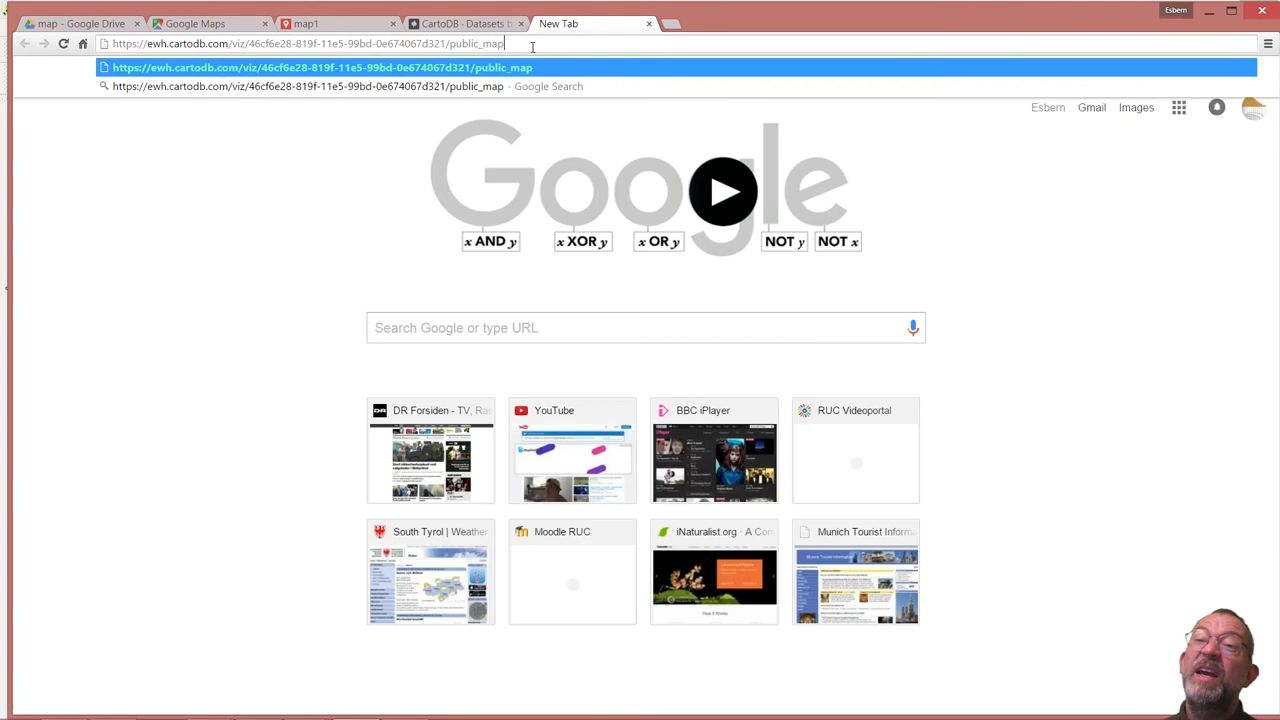 map - Google Drive
Google Maps
map1
CartoDB - Datasets b
New Tab
Esbern
https://ewh.cartodb.com/viz/46cf6e28-819f-11e5-99bd-0e674067d321/public_map
https://ewh.cartodb.com/viz/46cf6e28-819f-11e5-99bd-0e674067d321/public_map
https://ewh.cartodb.com/viz/46cf6e28-819f-11e5-99bd-0e674067d321/public_map - Google Search
Esbern Gmail Images
Google
x AND y
x XOR y
x OR y
NOT y
NOT x
Search Google or type URL
DR Forsiden - TV, Ra
YouTube
BBC iPlayer
RUC Videoportal
South Tyrol | Weather
Moodle RUC
iNaturalist.org · A Com
Munich Tourist Informa